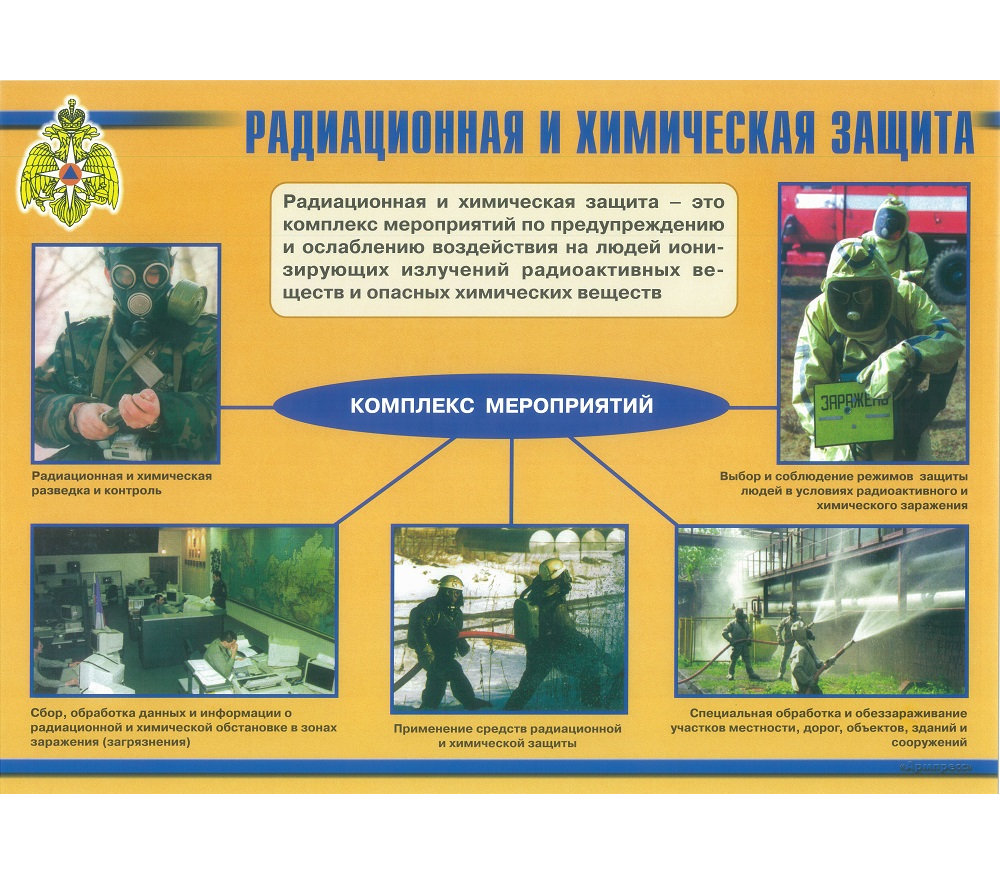 РАДИАЦИОННАЯ И ХИМИЧЕСКАЯ ЗАЩИТА
Радиационная и химическая защита – это
комплекс мероприятий по предупреждению
и ослаблению воздействия на людей иони-
зирующих излучений радиоактивных ве-
ществ и опасных химических веществ
КОМПЛЕКС МЕРОПРИЯТИЙ
ЗАРАЖЕНО
Радиационная и химическая
разведка и контроль
Выбор и соблюдение режимов защиты
людей в условиях радиоактивного и
химического заражения
Сбор, обработка данных и информации о
радиационной и химической обстановке в зонах
заражения (загрязнения)
Применение средств радиационной
и химической защиты
Специальная обработка и обеззараживание
участков местности, дорог, объектов, зданий и
сооружений
«Армпресс»